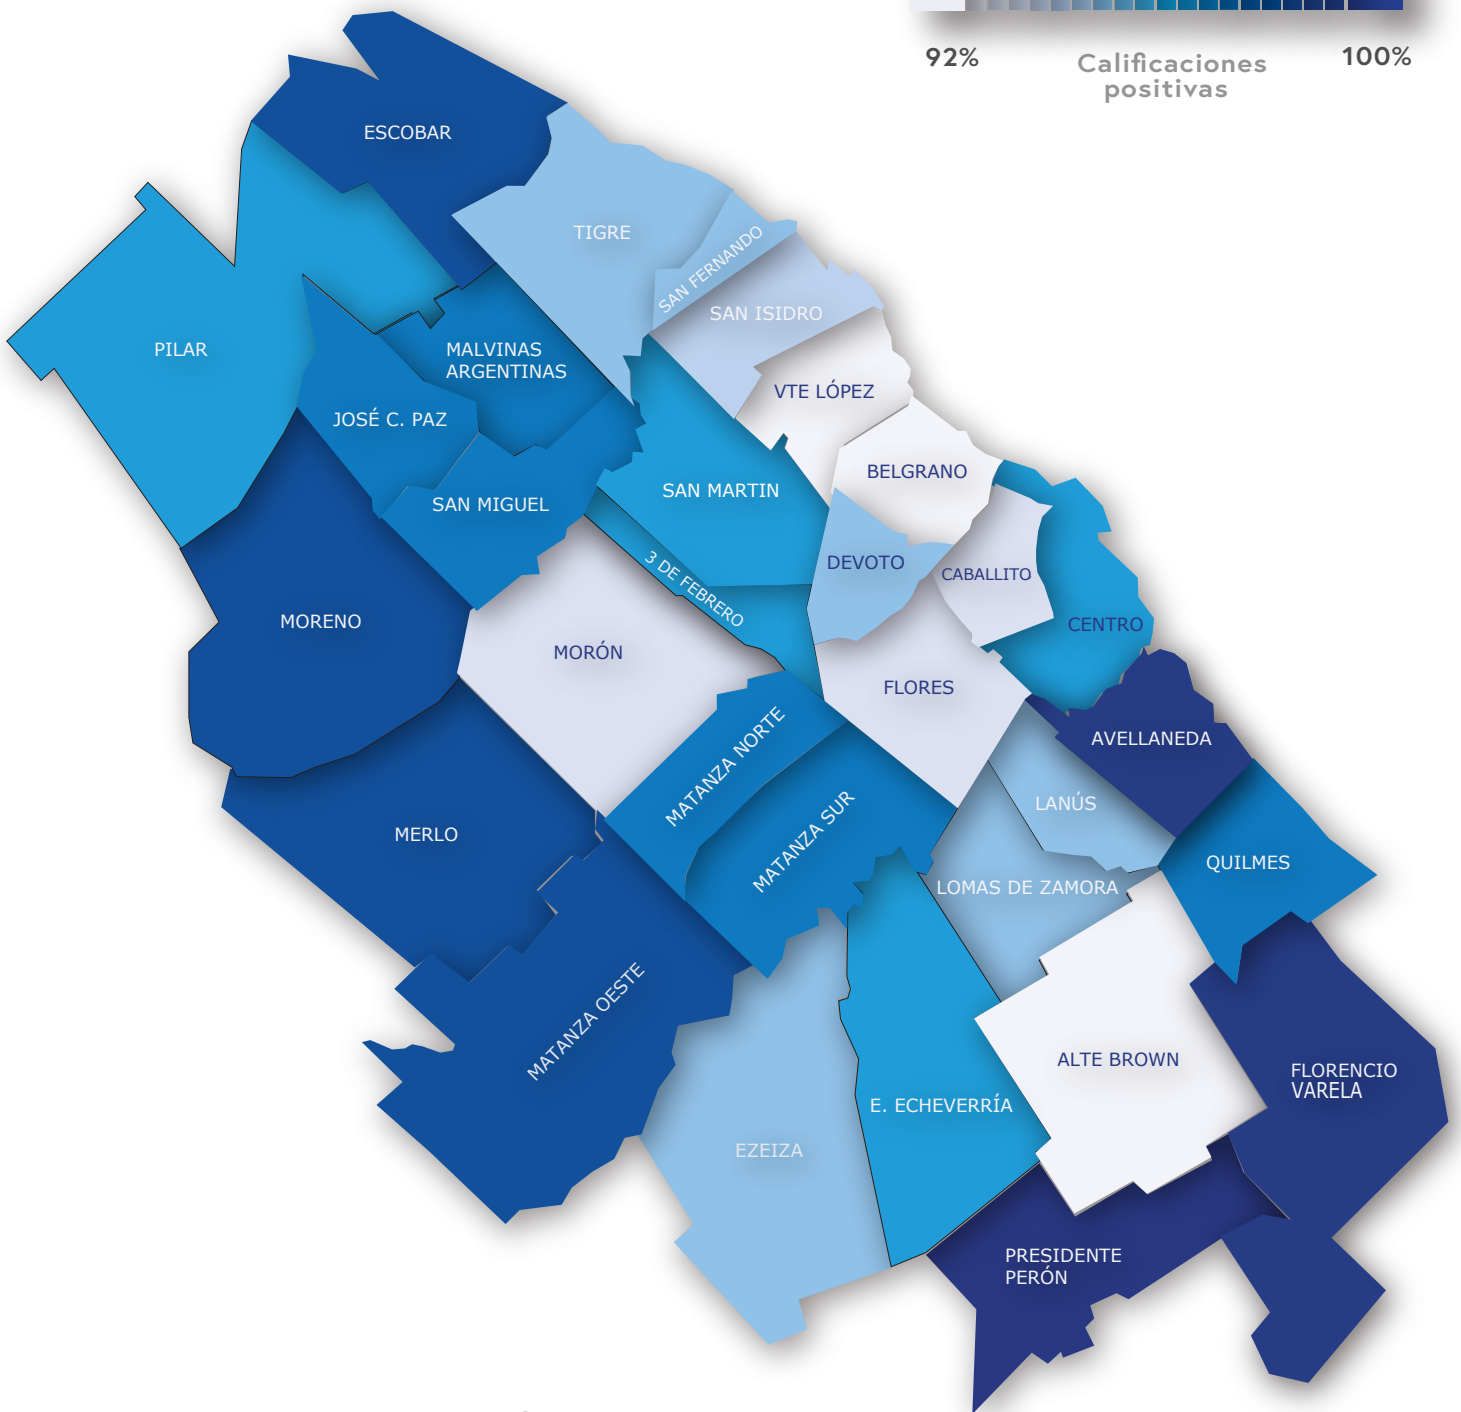 92%
Calificaciones
positivas
100%
ESCOBAR
TIGRE
SAN FERNANDO
SAN ISIDRO
PILAR
MALVINAS
ARGENTINAS
VTE LÓPEZ
JOSÉ C. PAZ
BELGRANO
SAN MARTIN
SAN MIGUEL
DEVOTO
CABALLITO
3 DE FEBRERO
MORENO
CENTRO
MORÓN
FLORES
AVELLANEDA
MATANZA NORTE
LANÚS
MERLO
MATANZA SUR
QUILMES
LOMAS DE ZAMORA
MATANZA OESTE
ALTE BROWN
FLORENCIO
VARELA
E. ECHEVERRÍA
EZEIZA
PRESIDENTE
PERÓN